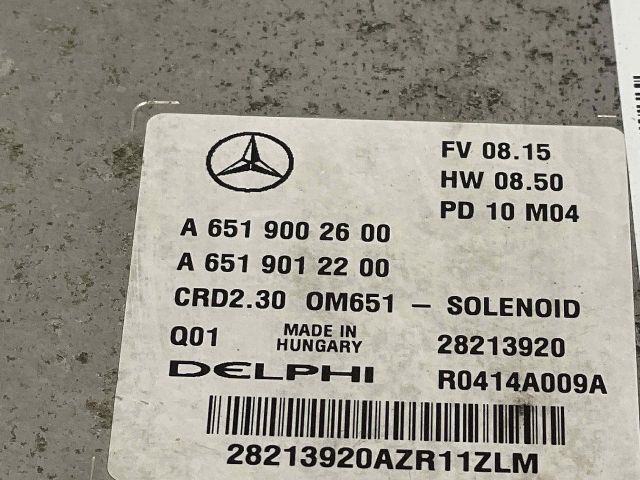 FV 08.15
HW 08.50
PD 10 M04
A 651 900 26 00
A 651 901 22 00
CRD2.30 OM651 – SOLENOID
Q01 MADE IN HUNGARY 28213920
DELPHI R0414A009A
28213920AZR11ZLM